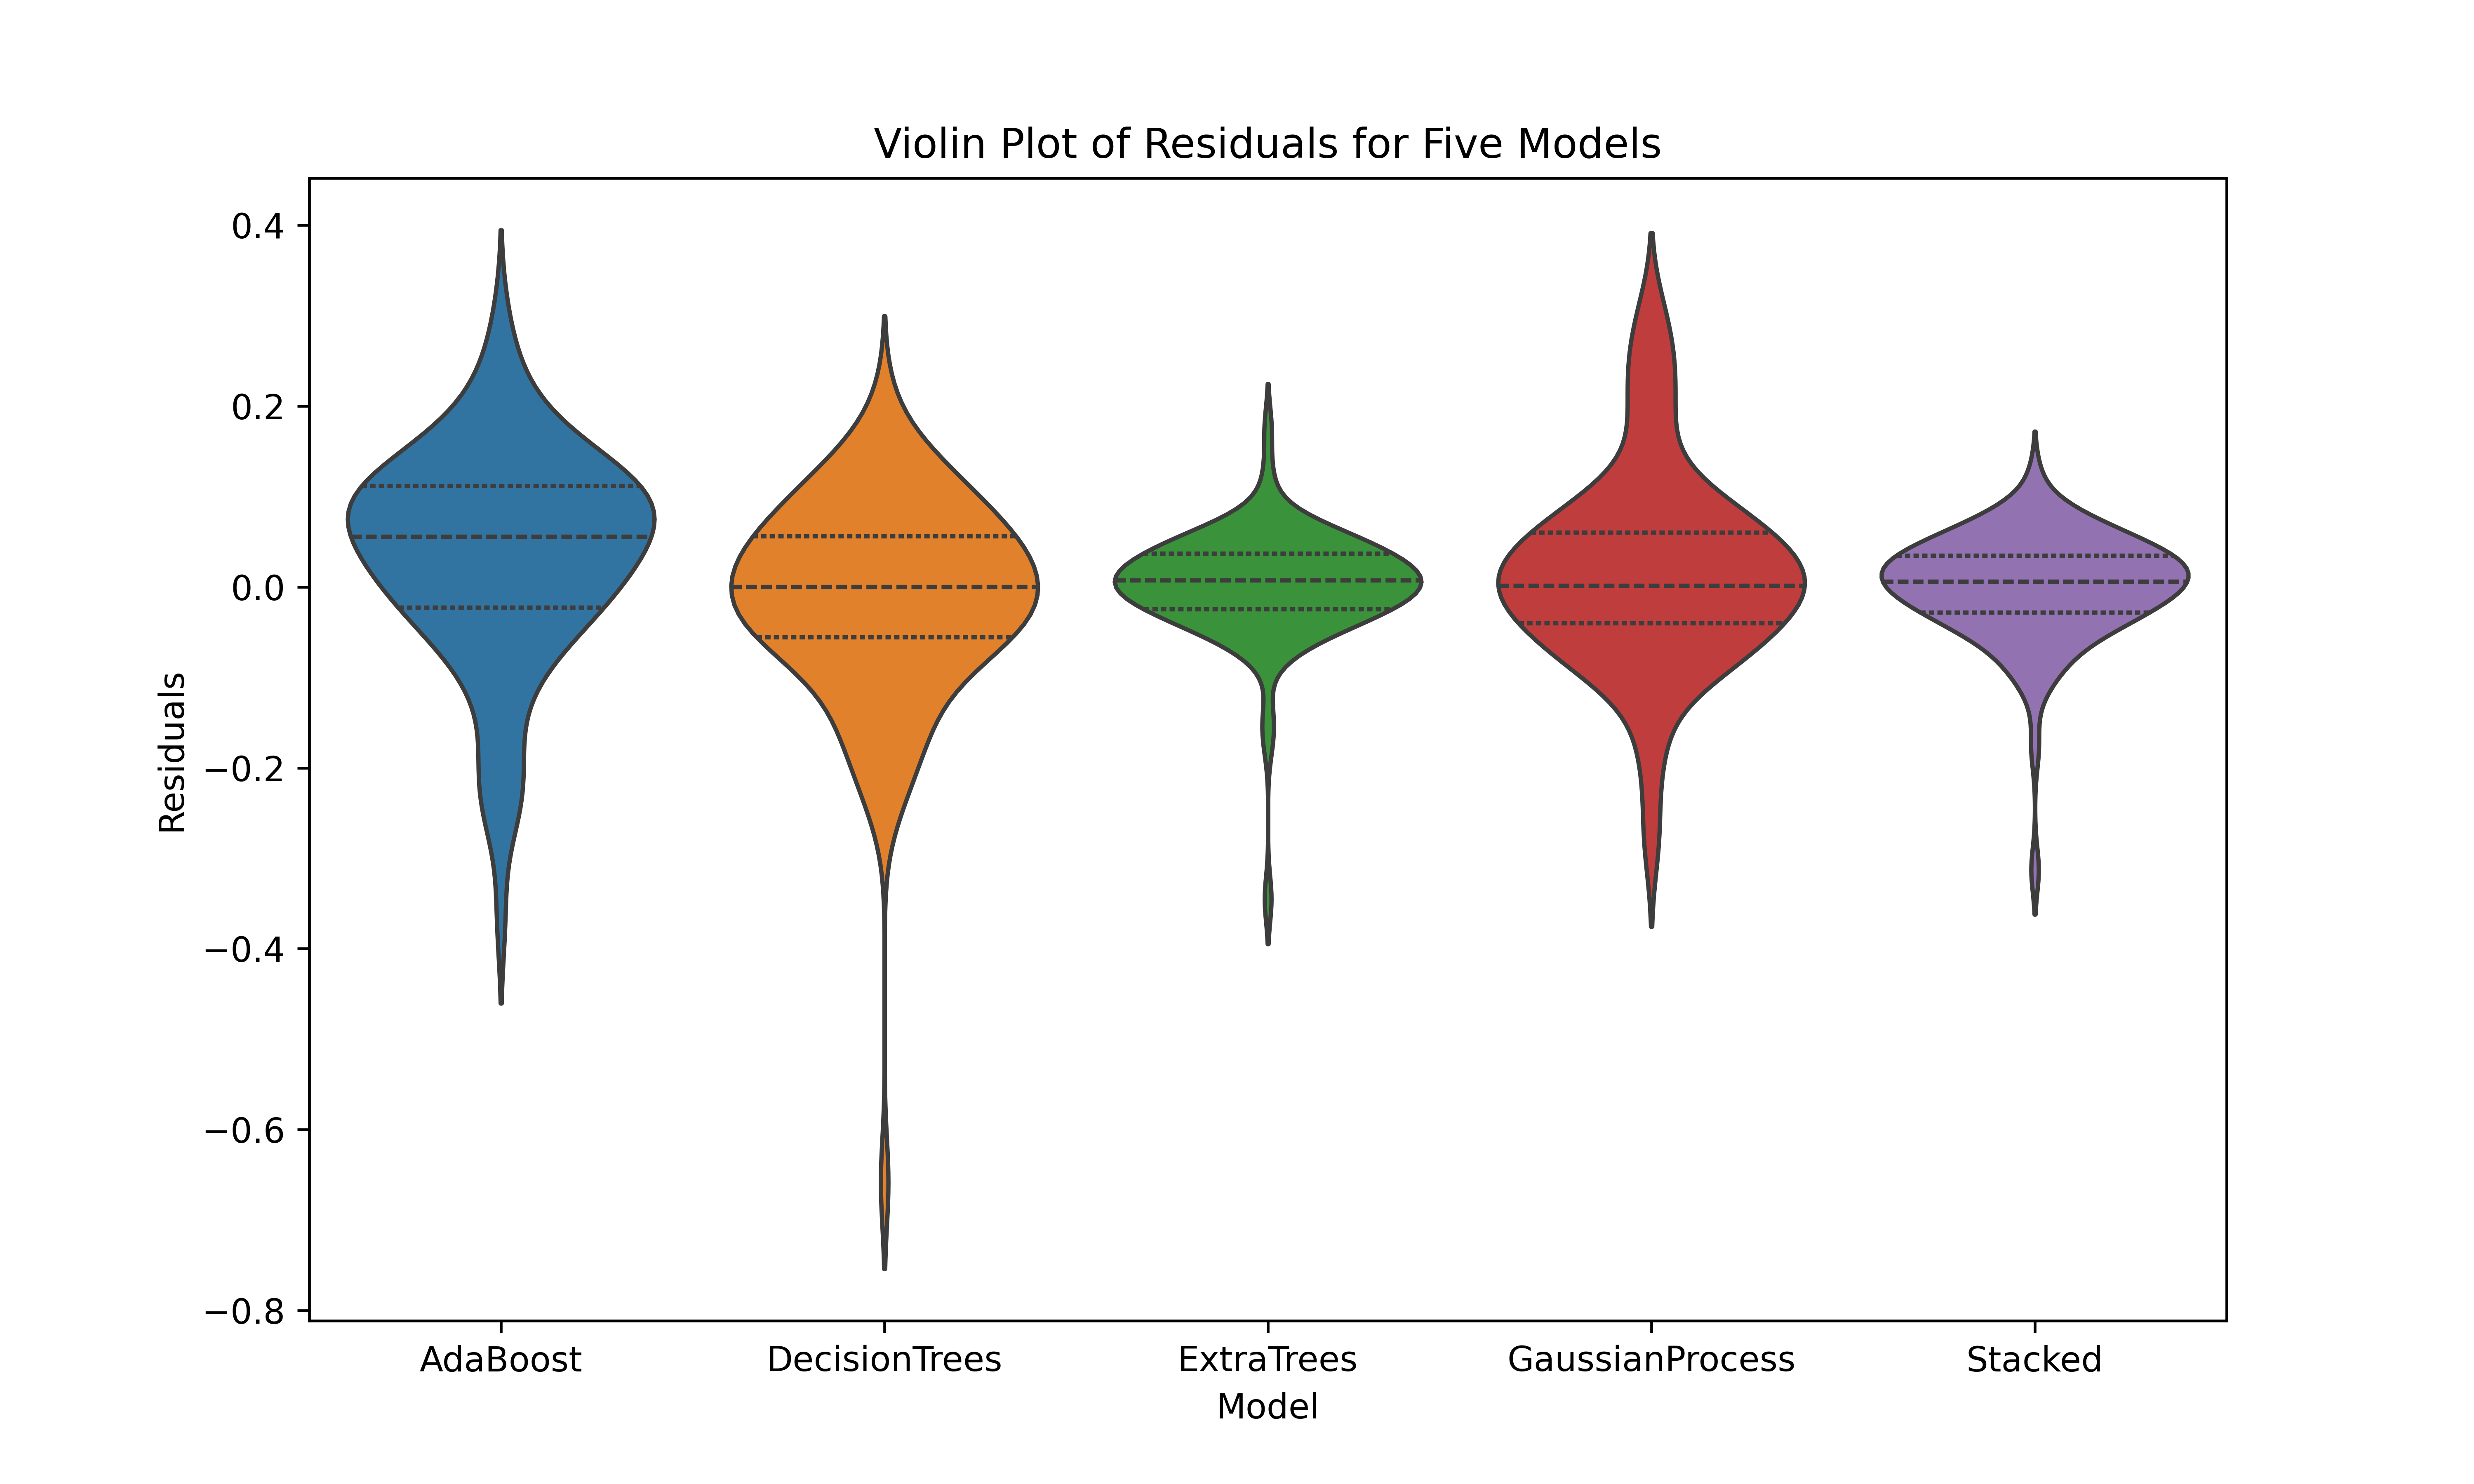 Violin Plot of Residuals for Five Models
0.4
0.2
0.0
−0.2
−0.4
−0.6
−0.8
Residuals
AdaBoost DecisionTrees ExtraTrees GaussianProcess Stacked
Model